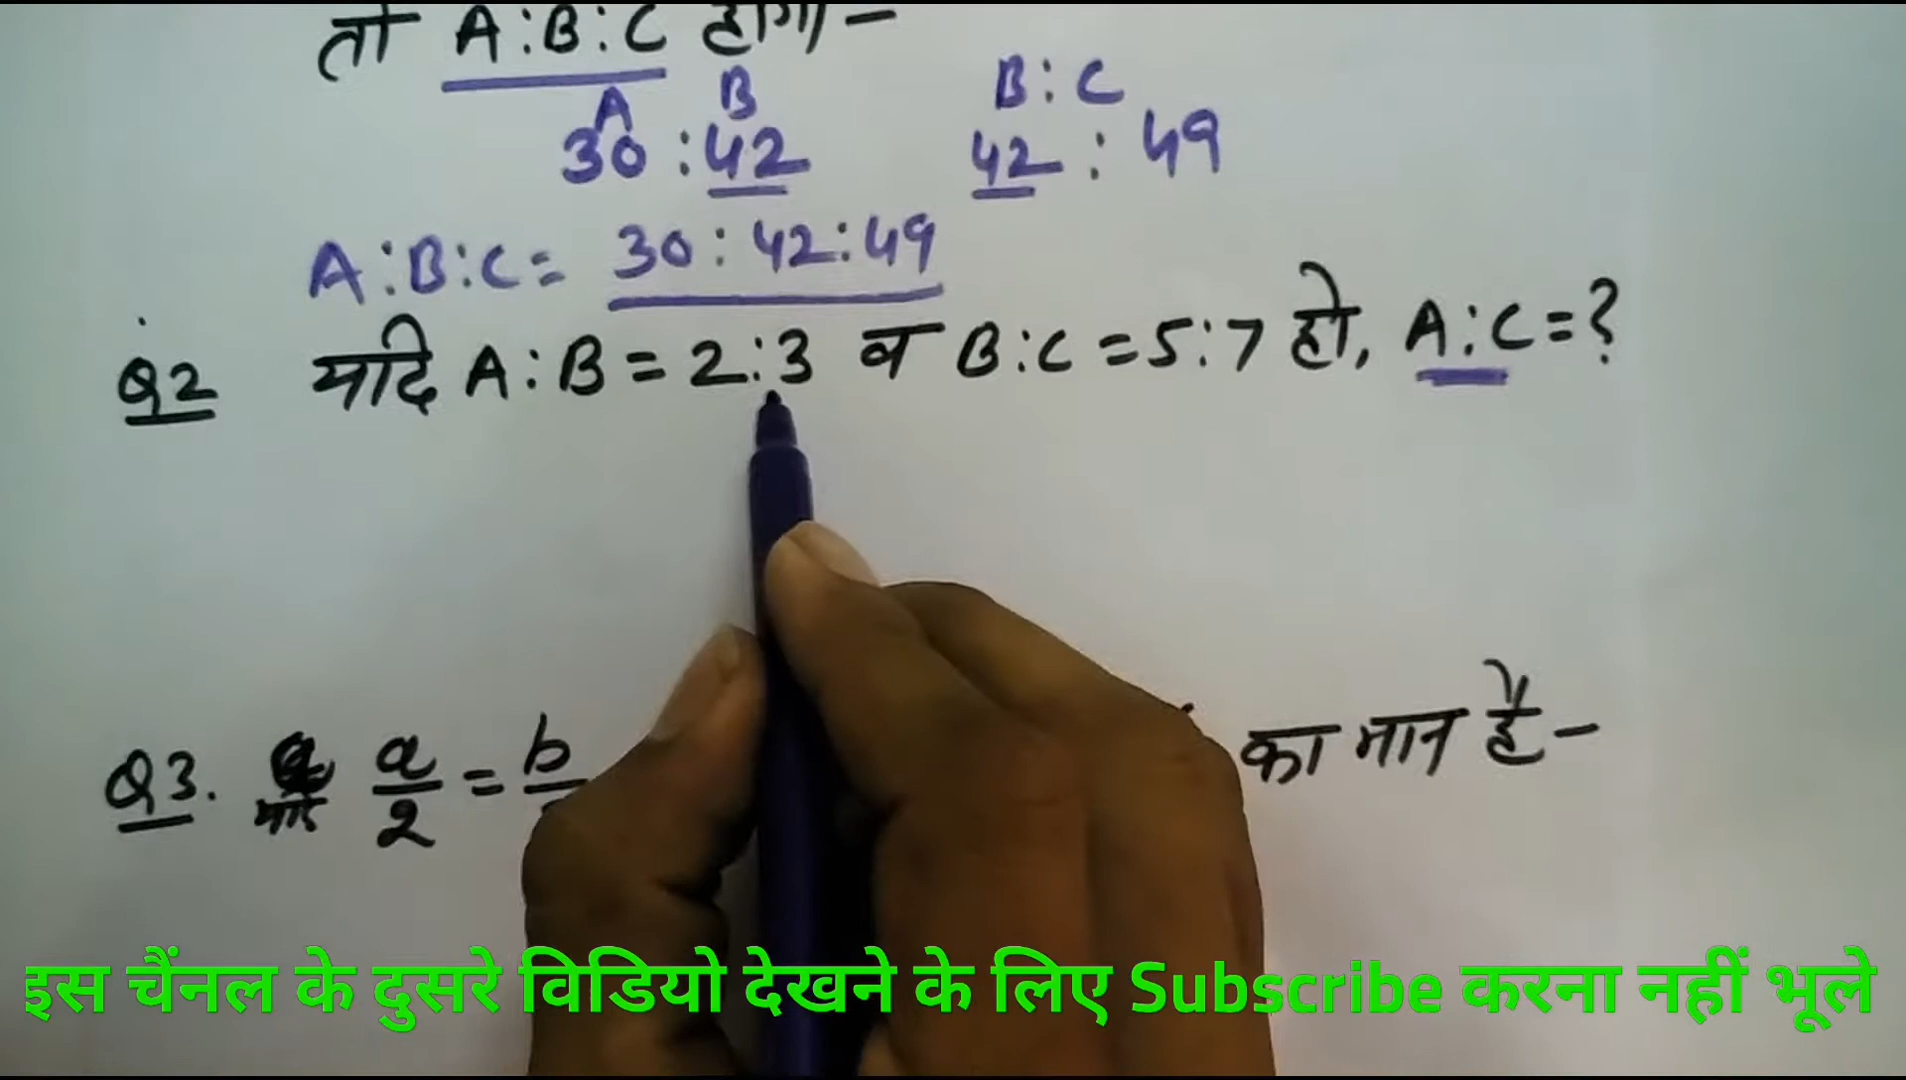 तो A:B:C होगा-
A B B:C
30:42 42:49
A:B:C= 30:42:49
Q2 यदि A:B=2:3 व B:C=5:7 हो, A:C=?
Q3. a/2 = b का मान है-
इस चैंनल के दुसरे विडियो देखने के लिए Subscribe करना नहीं भूले